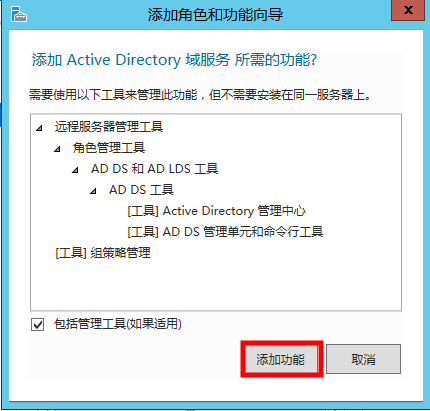 添加角色和功能向导
x
添加 Active Directory 域服务 所需的功能?
需要使用以下工具来管理此功能，但不需要安装在同一服务器上。
远程服务器管理工具
角色管理工具
AD DS 和 AD LDS 工具
AD DS 工具
[工具] Active Directory 管理中心
[工具] AD DS 管理单元和命令行工具
[工具] 组策略管理
包括管理工具(如果适用)
添加功能
取消